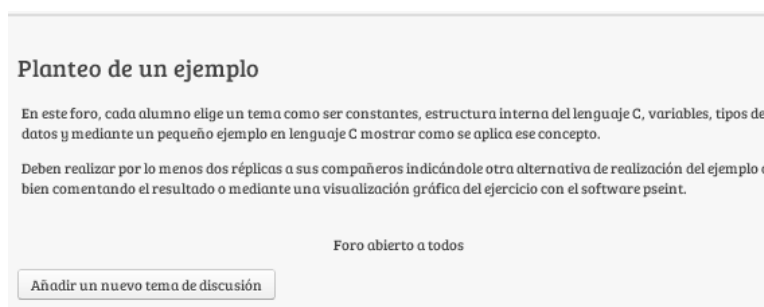 Planteo de un ejemplo
En este foro, cada alumno elige un tema como ser constantes, estructura interna del lenguaje C, variables, tipos de
datos y mediante un pequeño ejemplo en lenguaje C mostrar como se aplica ese concepto.
Deben realizar por lo menos dos réplicas a sus compañeros indicándole otra alternativa de realización del ejemplo
bien comentando el resultado o mediante una visualización gráfica del ejercicio con el software pseint.
Foro abierto a todos
Añadir un nuevo tema de discusión